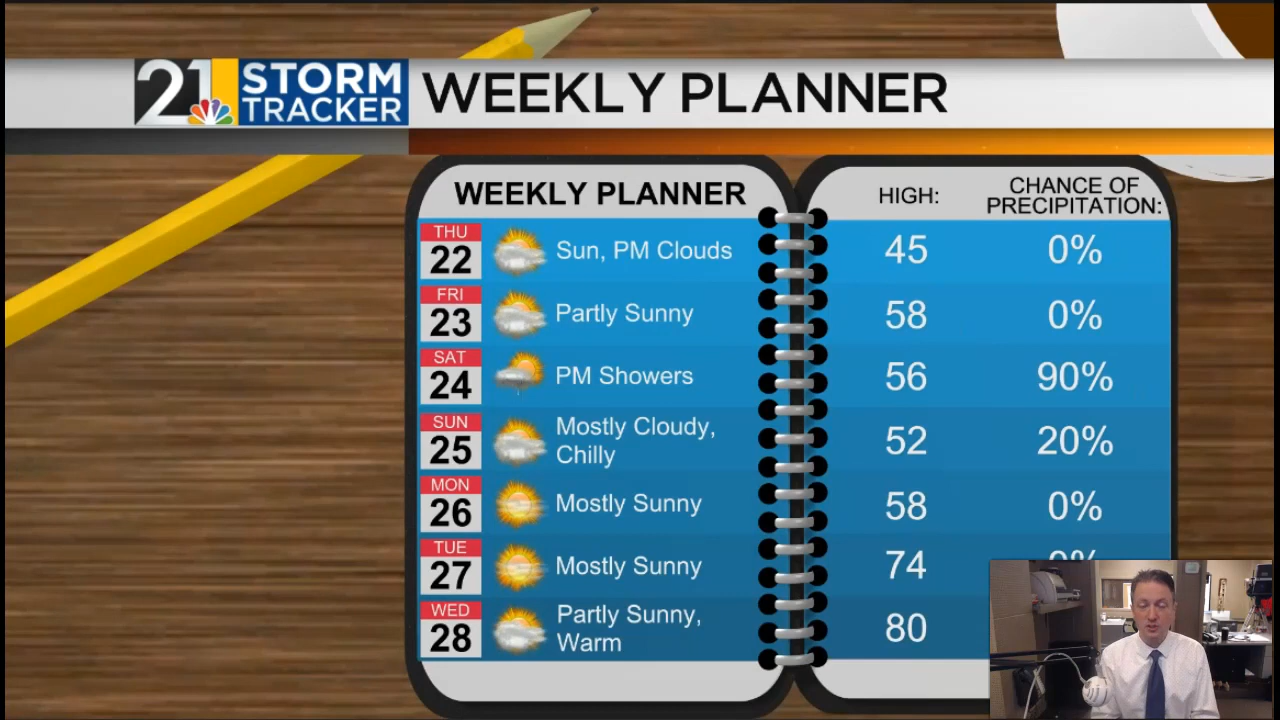 21 STORM TRACKER WEEKLY PLANNER
WEEKLY PLANNER HIGH: CHANCE OF PRECIPITATION:
THU 22 Sun, PM Clouds 45 0%
FRI 23 Partly Sunny 58 0%
SAT 24 PM Showers 56 90%
SUN 25 Mostly Cloudy, Chilly 52 20%
MON 26 Mostly Sunny 58 0%
TUE 27 Mostly Sunny 74
WED 28 Partly Sunny, Warm 80